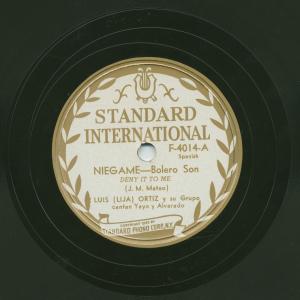 STANDARD
INTERNATIONAL
F-4014-A
Spanish
NIEGAME—Bolero Son
DENY IT TO ME
(J. M. Mateo)
LUIS (LIJA) ORTIZ y su Grupo
cantan Yayo y Alvarado
STANDARD PHONO CORP. N.Y.